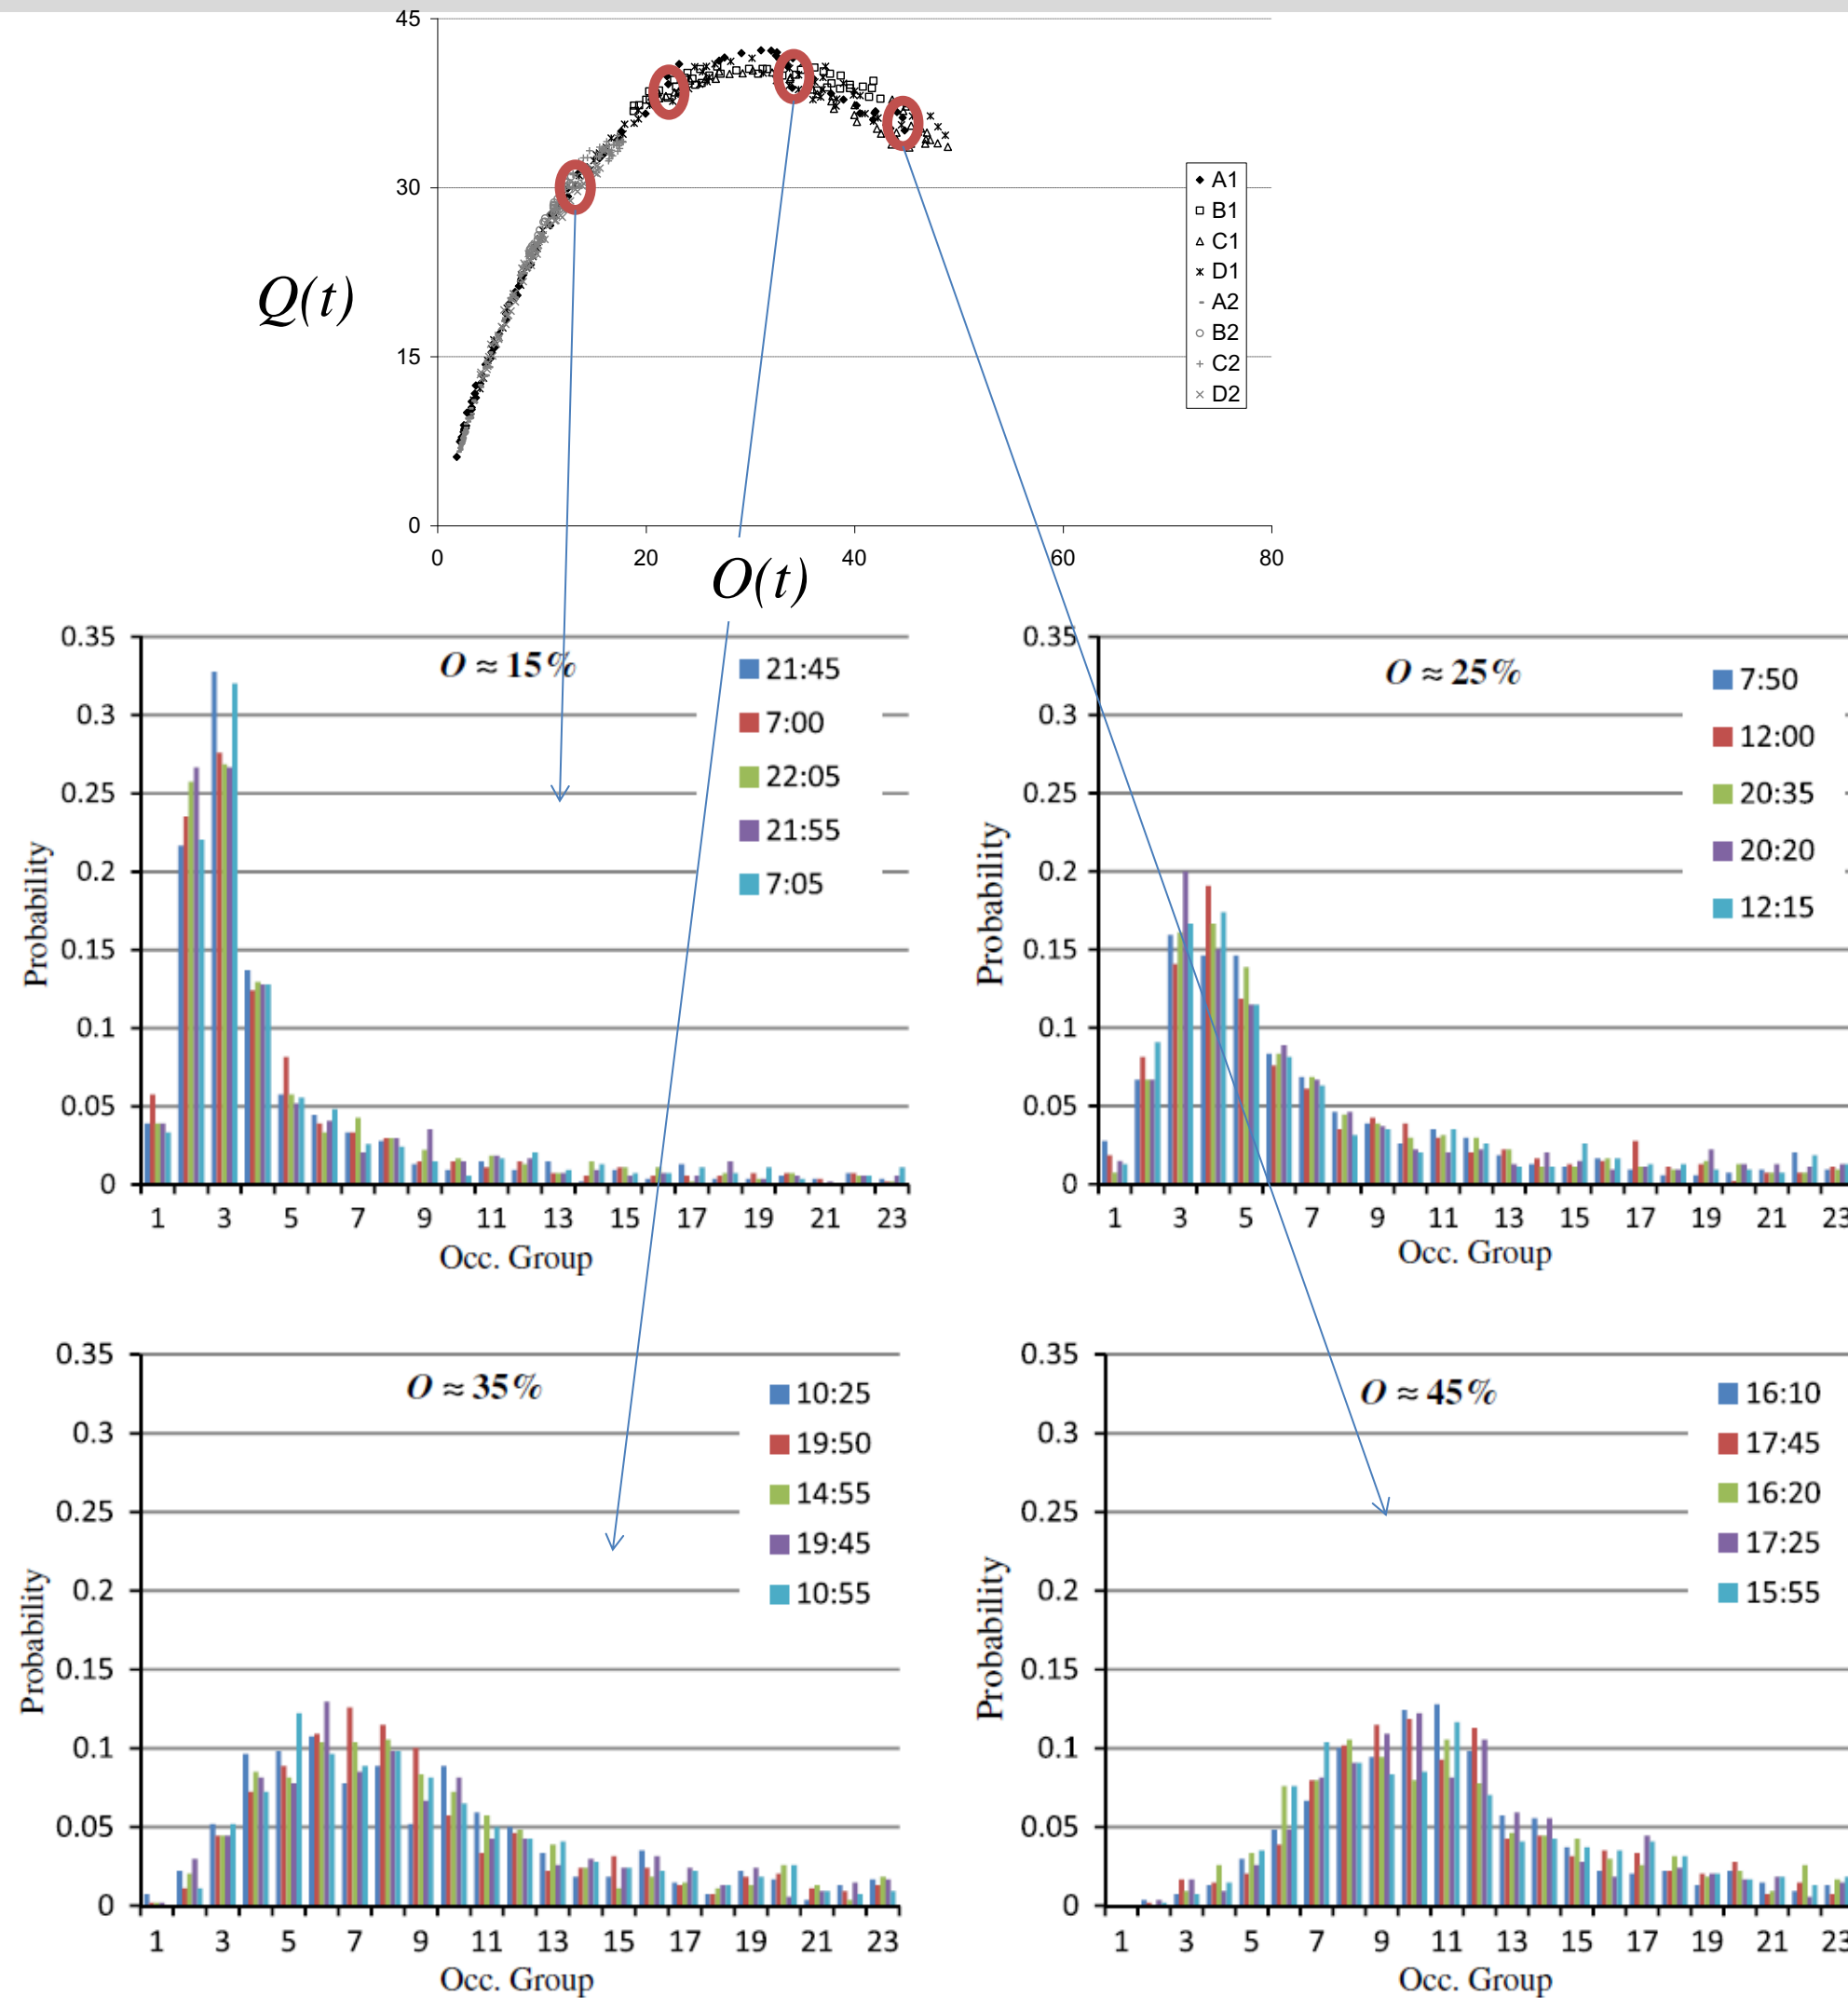 45
30
15
0
0 20 40 60 80
Q(t)
O(t)
A1
B1
C1
D1
A2
B2
C2
D2
0.35
0.3
0.25
0.2
0.15
0.1
0.05
0
Probability
O ≈ 15%
21:45
7:00
22:05
21:55
7:05
1 3 5 7 9 11 13 15 17 19 21 23
Occ. Group
0.35
0.3
0.25
0.2
0.15
0.1
0.05
0
Probability
O ≈ 25%
7:50
12:00
20:35
20:20
12:15
1 3 5 7 9 11 13 15 17 19 21 23
Occ. Group
0.35
0.3
0.25
0.2
0.15
0.1
0.05
0
Probability
O ≈ 35%
10:25
19:50
14:55
19:45
10:55
1 3 5 7 9 11 13 15 17 19 21 23
Occ. Group
0.35
0.3
0.25
0.2
0.15
0.1
0.05
0
Probability
O ≈ 45%
16:10
17:45
16:20
17:25
15:55
1 3 5 7 9 11 13 15 17 19 21 23
Occ. Group